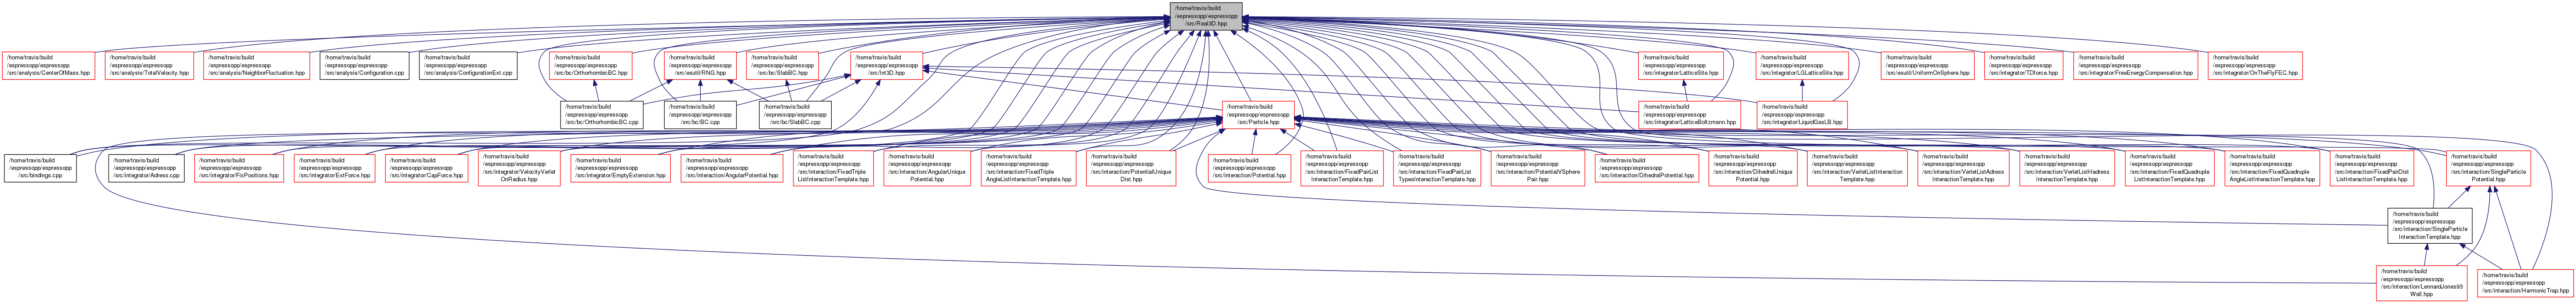 /home/travis/build
/espressopp/espressopp
/src/Real3D.hpp
/home/travis/build
/espressopp/espressopp
/src/analysis/CenterOfMass.hpp
/home/travis/build
/espressopp/espressopp
/src/analysis/TotalVelocity.hpp
/home/travis/build
/espressopp/espressopp
/src/analysis/NeighborFluctuation.hpp
/home/travis/build
/espressopp/espressopp
/src/analysis/Configuration.cpp
/home/travis/build
/espressopp/espressopp
/src/analysis/ConfigurationExt.cpp
/home/travis/build
/espressopp/espressopp
/src/bc/OrthorhombicBC.hpp
/home/travis/build
/espressopp/espressopp
/src/esutil/RNG.hpp
/home/travis/build
/espressopp/espressopp
/src/bc/SlabBC.hpp
/home/travis/build
/espressopp/espressopp
/src/Int3D.hpp
/home/travis/build
/espressopp/espressopp
/src/integrator/LatticeSite.hpp
/home/travis/build
/espressopp/espressopp
/src/integrator/LGLatticeSite.hpp
/home/travis/build
/espressopp/espressopp
/src/esutil/UniformOnSphere.hpp
/home/travis/build
/espressopp/espressopp
/src/integrator/TDforce.hpp
/home/travis/build
/espressopp/espressopp
/src/integrator/FreeEnergyCompensation.hpp
/home/travis/build
/espressopp/espressopp
/src/integrator/OnTheFlyFEC.hpp
/home/travis/build
/espressopp/espressopp
/src/bc/OrthorhombicBC.cpp
/home/travis/build
/espressopp/espressopp
/src/bc/BC.cpp
/home/travis/build
/espressopp/espressopp
/src/bc/SlabBC.cpp
/home/travis/build
/espressopp/espressopp
/src/Particle.hpp
/home/travis/build
/espressopp/espressopp
/src/integrator/LatticeBoltzmann.hpp
/home/travis/build
/espressopp/espressopp
/src/integrator/LiquidGasLB.hpp
/home/travis/build
/espressopp/espressopp
/src/bindings.cpp
/home/travis/build
/espressopp/espressopp
/src/integrator/Adress.cpp
/home/travis/build
/espressopp/espressopp
/src/integrator/FixPositions.hpp
/home/travis/build
/espressopp/espressopp
/src/integrator/ExtForce.hpp
/home/travis/build
/espressopp/espressopp
/src/integrator/CapForce.hpp
/home/travis/build
/espressopp/espressopp
/src/integrator/VelocityVerlet
OnRadius.hpp
/home/travis/build
/espressopp/espressopp
/src/integrator/EmptyExtension.hpp
/home/travis/build
/espressopp/espressopp
/src/interaction/AngularPotential.hpp
/home/travis/build
/espressopp/espressopp
/src/interaction/FixedTriple
ListInteractionTemplate.hpp
/home/travis/build
/espressopp/espressopp
/src/interaction/AngularUnique
Potential.hpp
/home/travis/build
/espressopp/espressopp
/src/interaction/FixedTriple
AngleListInteractionTemplate.hpp
/home/travis/build
/espressopp/espressopp
/src/interaction/PotentialUnique
Dist.hpp
/home/travis/build
/espressopp/espressopp
/src/interaction/Potential.hpp
/home/travis/build
/espressopp/espressopp
/src/interaction/FixedPairList
InteractionTemplate.hpp
/home/travis/build
/espressopp/espressopp
/src/interaction/FixedPairList
TypesInteractionTemplate.hpp
/home/travis/build
/espressopp/espressopp
/src/interaction/PotentialVSphere
Pair.hpp
/home/travis/build
/espressopp/espressopp
/src/interaction/DihedralPotential.hpp
/home/travis/build
/espressopp/espressopp
/src/interaction/DihedralUnique
Potential.hpp
/home/travis/build
/espressopp/espressopp
/src/interaction/VerletListInteraction
Template.hpp
/home/travis/build
/espressopp/espressopp
/src/interaction/VerletListAdress
InteractionTemplate.hpp
/home/travis/build
/espressopp/espressopp
/src/interaction/VerletListHadress
InteractionTemplate.hpp
/home/travis/build
/espressopp/espressopp
/src/interaction/FixedQuadruple
ListInteractionTemplate.hpp
/home/travis/build
/espressopp/espressopp
/src/interaction/FixedQuadruple
AngleListInteractionTemplate.hpp
/home/travis/build
/espressopp/espressopp
/src/interaction/FixedPairDist
ListInteractionTemplate.hpp
/home/travis/build
/espressopp/espressopp
/src/interaction/SingleParticle
Potential.hpp
/home/travis/build
/espressopp/espressopp
/src/interaction/SingleParticle
InteractionTemplate.hpp
/home/travis/build
/espressopp/espressopp
/src/interaction/LennardJones93
Wall.hpp
/home/travis/build
/espressopp/espressopp
/src/interaction/HarmonicTrap.hpp